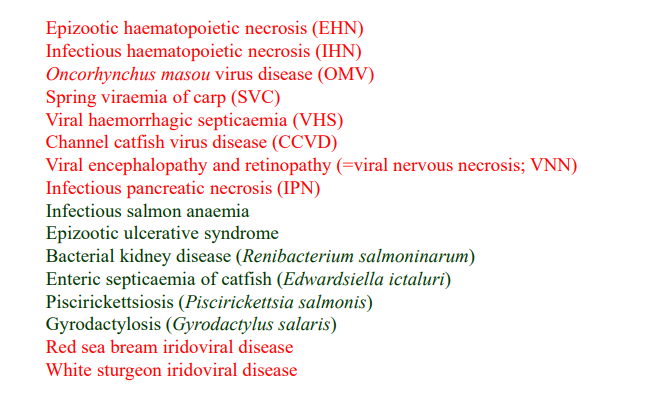 Epizootic haematopoietic necrosis (EHN)
Infectious haematopoietic necrosis (IHN)
Oncorhynchus masou virus disease (OMV)
Spring viraemia of carp (SVC)
Viral haemorrhagic septicaemia (VHS)
Channel catfish virus disease (CCVD)
Viral encephalopathy and retinopathy (=viral nervous necrosis; VNN)
Infectious pancreatic necrosis (IPN)
Infectious salmon anaemia
Epizootic ulcerative syndrome
Bacterial kidney disease (Renibacterium salmoninarum)
Enteric septicaemia of catfish (Edwardsiella ictaluri)
Piscirickettsiosis (Piscirickettsia salmonis)
Gyrodactylosis (Gyrodactylus salaris)
Red sea bream iridoviral disease
White sturgeon iridoviral disease